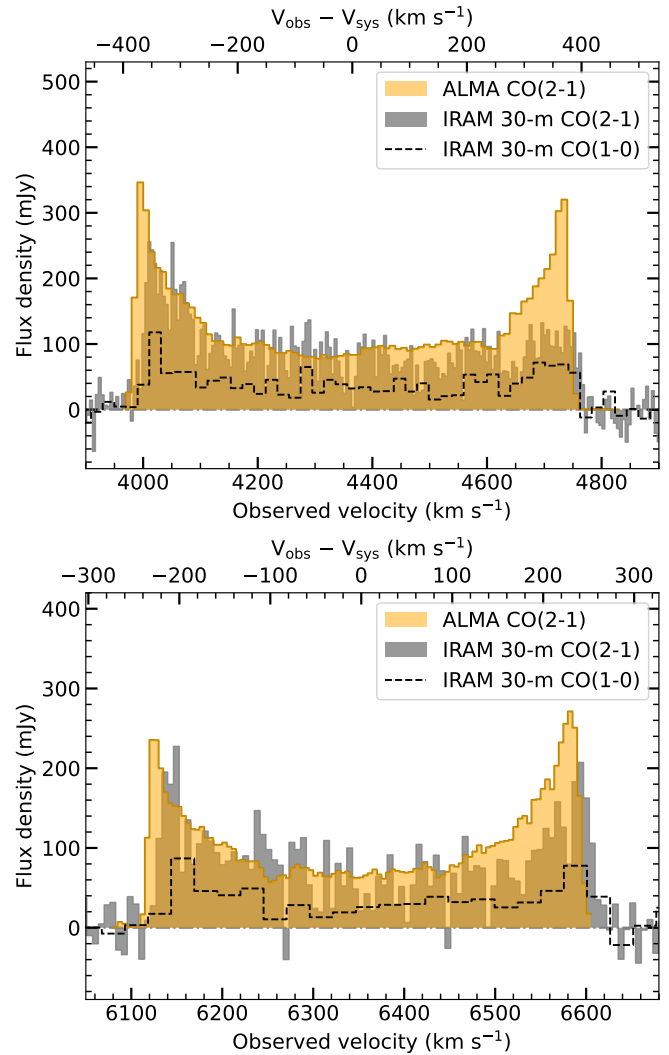 V_obs − V_sys (km s⁻¹)
−400 −200 0 200 400
500
400
300
200
100
0
Flux density (mJy)
ALMA CO(2-1)
IRAM 30-m CO(2-1)
IRAM 30-m CO(1-0)
4000 4200 4400 4600 4800
Observed velocity (km s⁻¹)
V_obs − V_sys (km s⁻¹)
−300 −200 −100 0 100 200 300
400
300
200
100
0
Flux density (mJy)
ALMA CO(2-1)
IRAM 30-m CO(2-1)
IRAM 30-m CO(1-0)
6100 6200 6300 6400 6500 6600
Observed velocity (km s⁻¹)